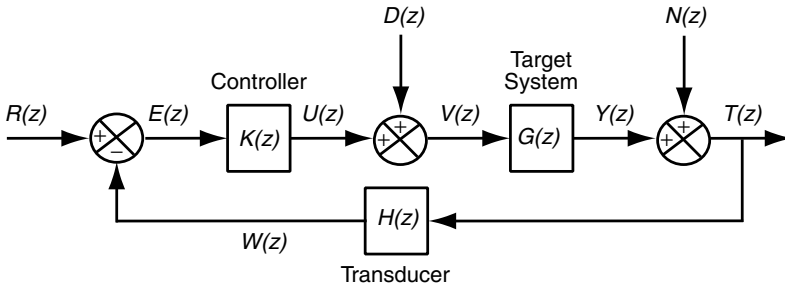 D(z)
N(z)
Target
System
Controller
R(z)
E(z)
U(z)
V(z)
Y(z)
T(z)
+
−
K(z)
+
+
G(z)
+
+
H(z)
W(z)
Transducer